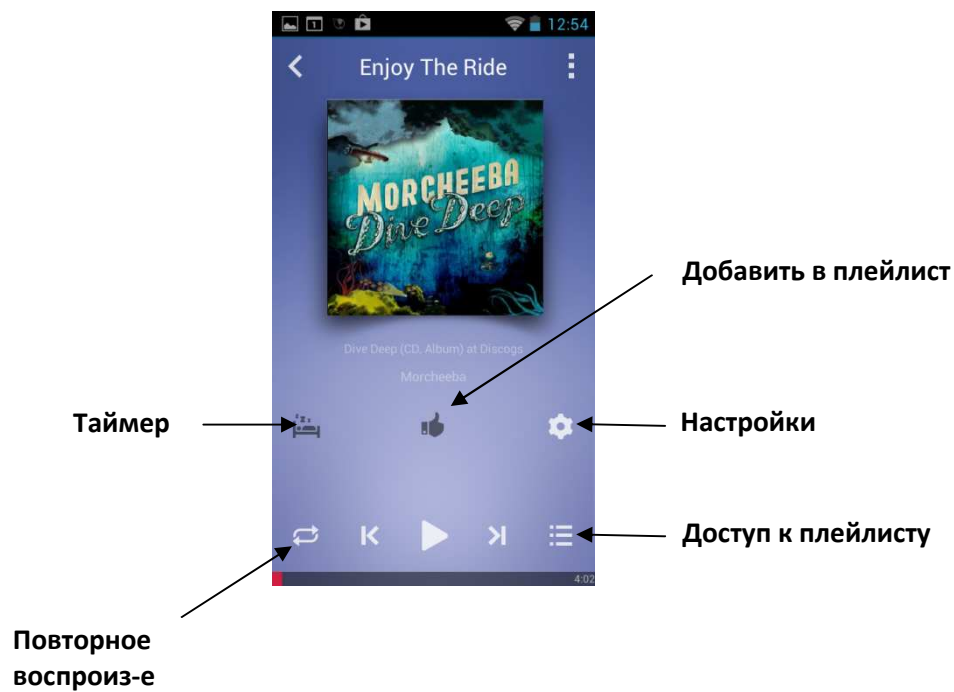 12:54
Enjoy The Ride
MORCHEEBA
Dive Deep
Добавить в плейлист
Dive Deep (CD, Album) at Discogs
Morcheeba
Таймер
Настройки
Доступ к плейлисту
4:02
Повторное
воспроиз-е